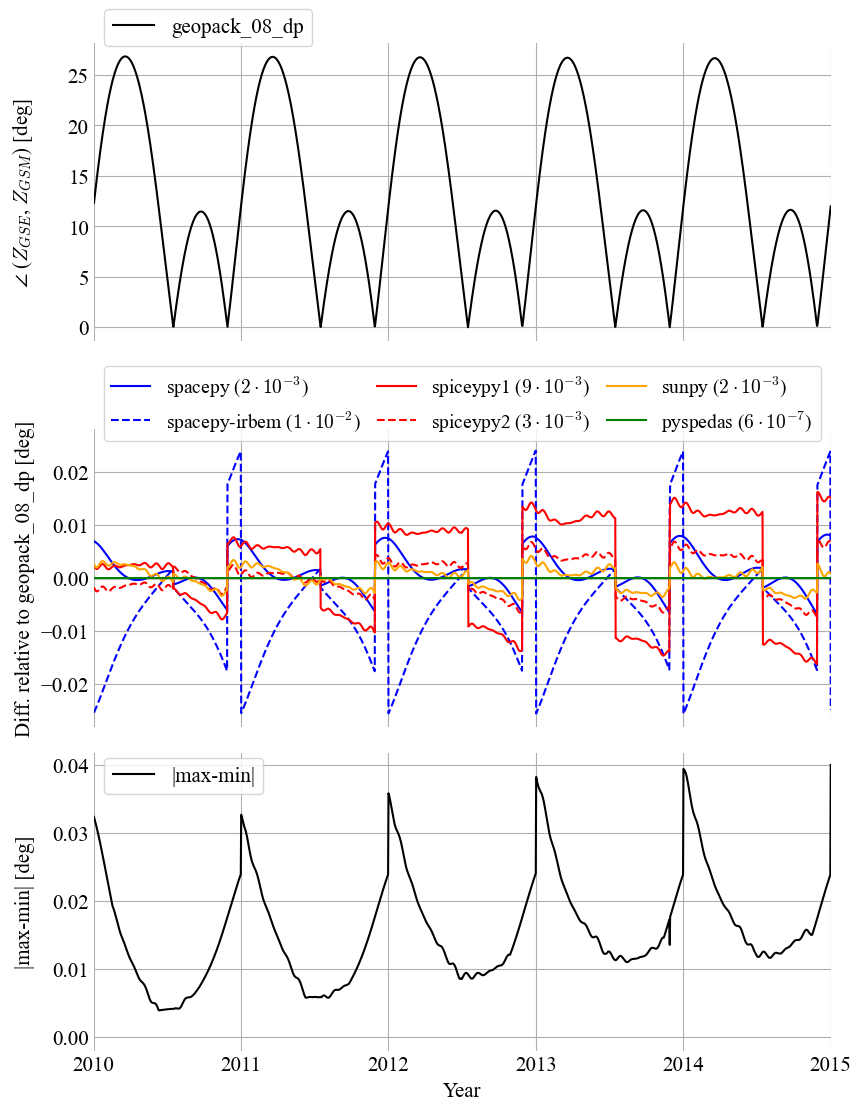 geopack_08_dp
∠ (Z_GSE, Z_GSM) [deg]
25
20
15
10
5
0
spacepy (2 · 10⁻³)
spacepy-irbem (1 · 10⁻²)
spiceypy1 (9 · 10⁻³)
spiceypy2 (3 · 10⁻³)
sunpy (2 · 10⁻³)
pyspedas (6 · 10⁻⁷)
Diff. relative to geopack_08_dp [deg]
0.02
0.01
0.00
−0.01
−0.02
|max-min|
|max-min| [deg]
0.04
0.03
0.02
0.01
0.00
2010 2011 2012 2013 2014 2015
Year